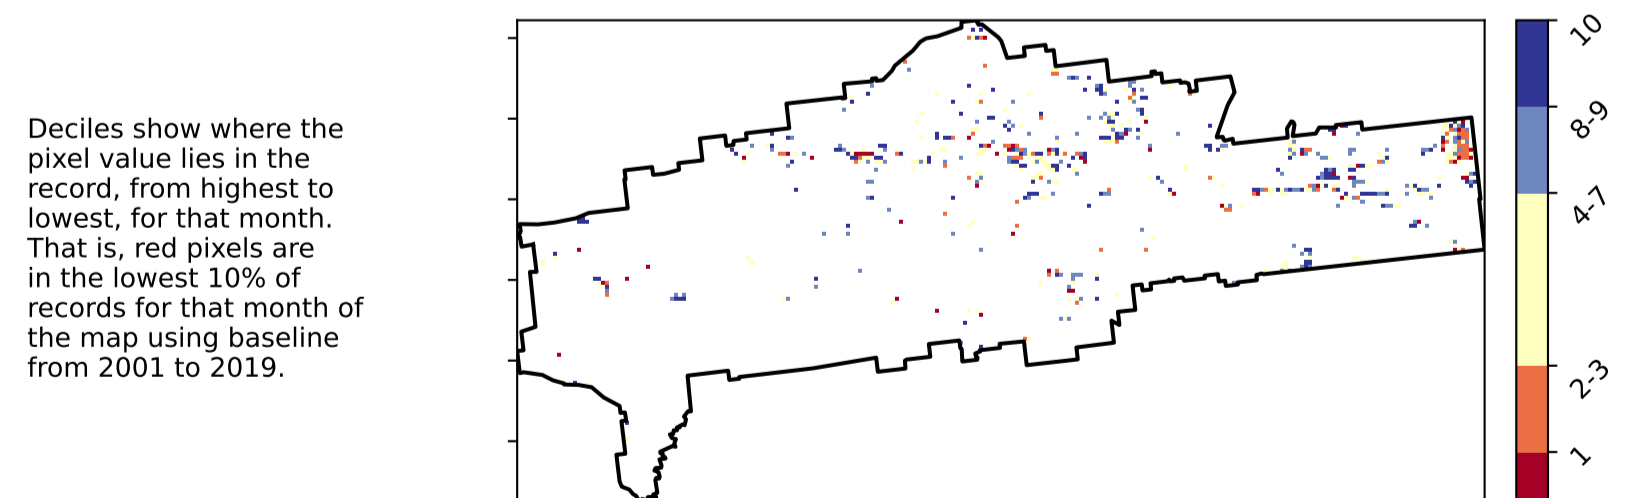 Deciles show where the
pixel value lies in the
record, from highest to
lowest, for that month.
That is, red pixels are
in the lowest 10% of
records for that month of
the map using baseline
from 2001 to 2019.
10
8-9
4-7
2-3
1